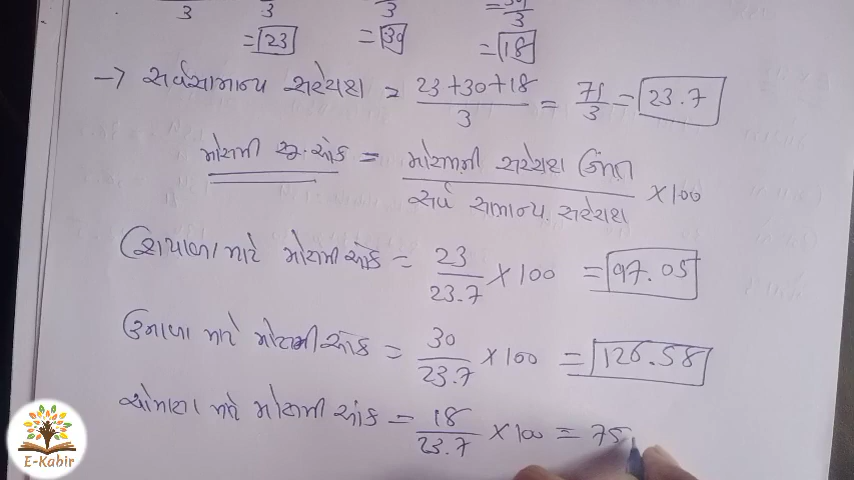 3 3 3 = 3
= 23 = 30 = 18
→ સર્વસામાન્ય સરેરાશ = 23+30+18 / 3 = 71 / 3 = 23.7
મોસમી સૂ. આંક = મોસમની સરેરાશ કિંમત / સર્વ સામાન્ય સરેરાશ × 100
શિયાળા માટે મોસમી આંક = 23 / 23.7 × 100 = 97.05
ઉનાળા માટે મોસમી આંક = 30 / 23.7 × 100 = 126.58
ચોમાસા માટે મોસમી આંક = 18 / 23.7 × 100 = 75
E-Kabir